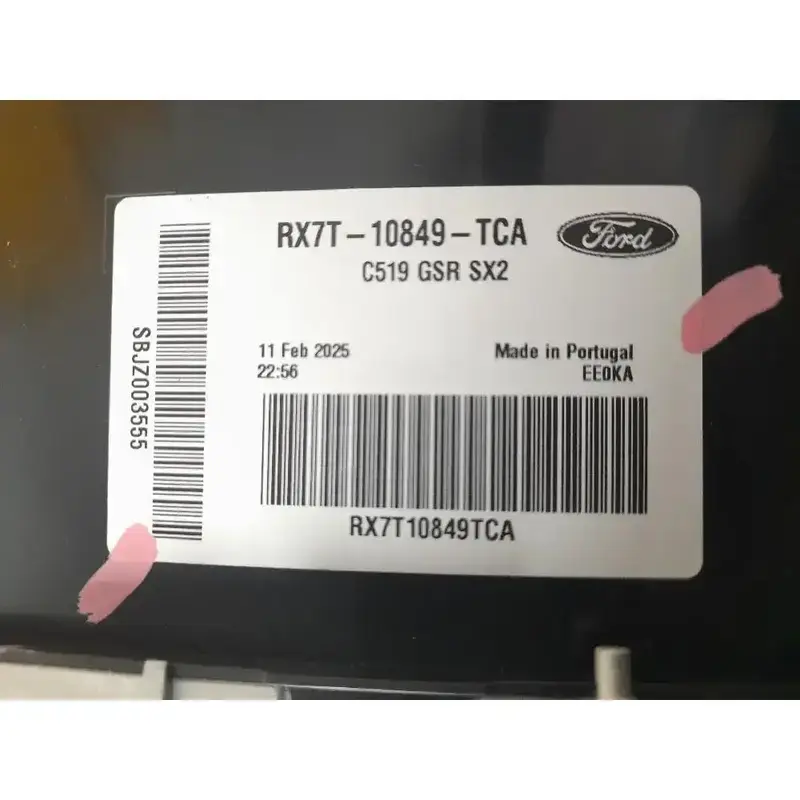 RX7T-10849-TCA
Ford
C519 GSR SX2
11 Feb 2025
Made in Portugal
22:56
EE0KA
SBJZ003555
RX7T10849TCA